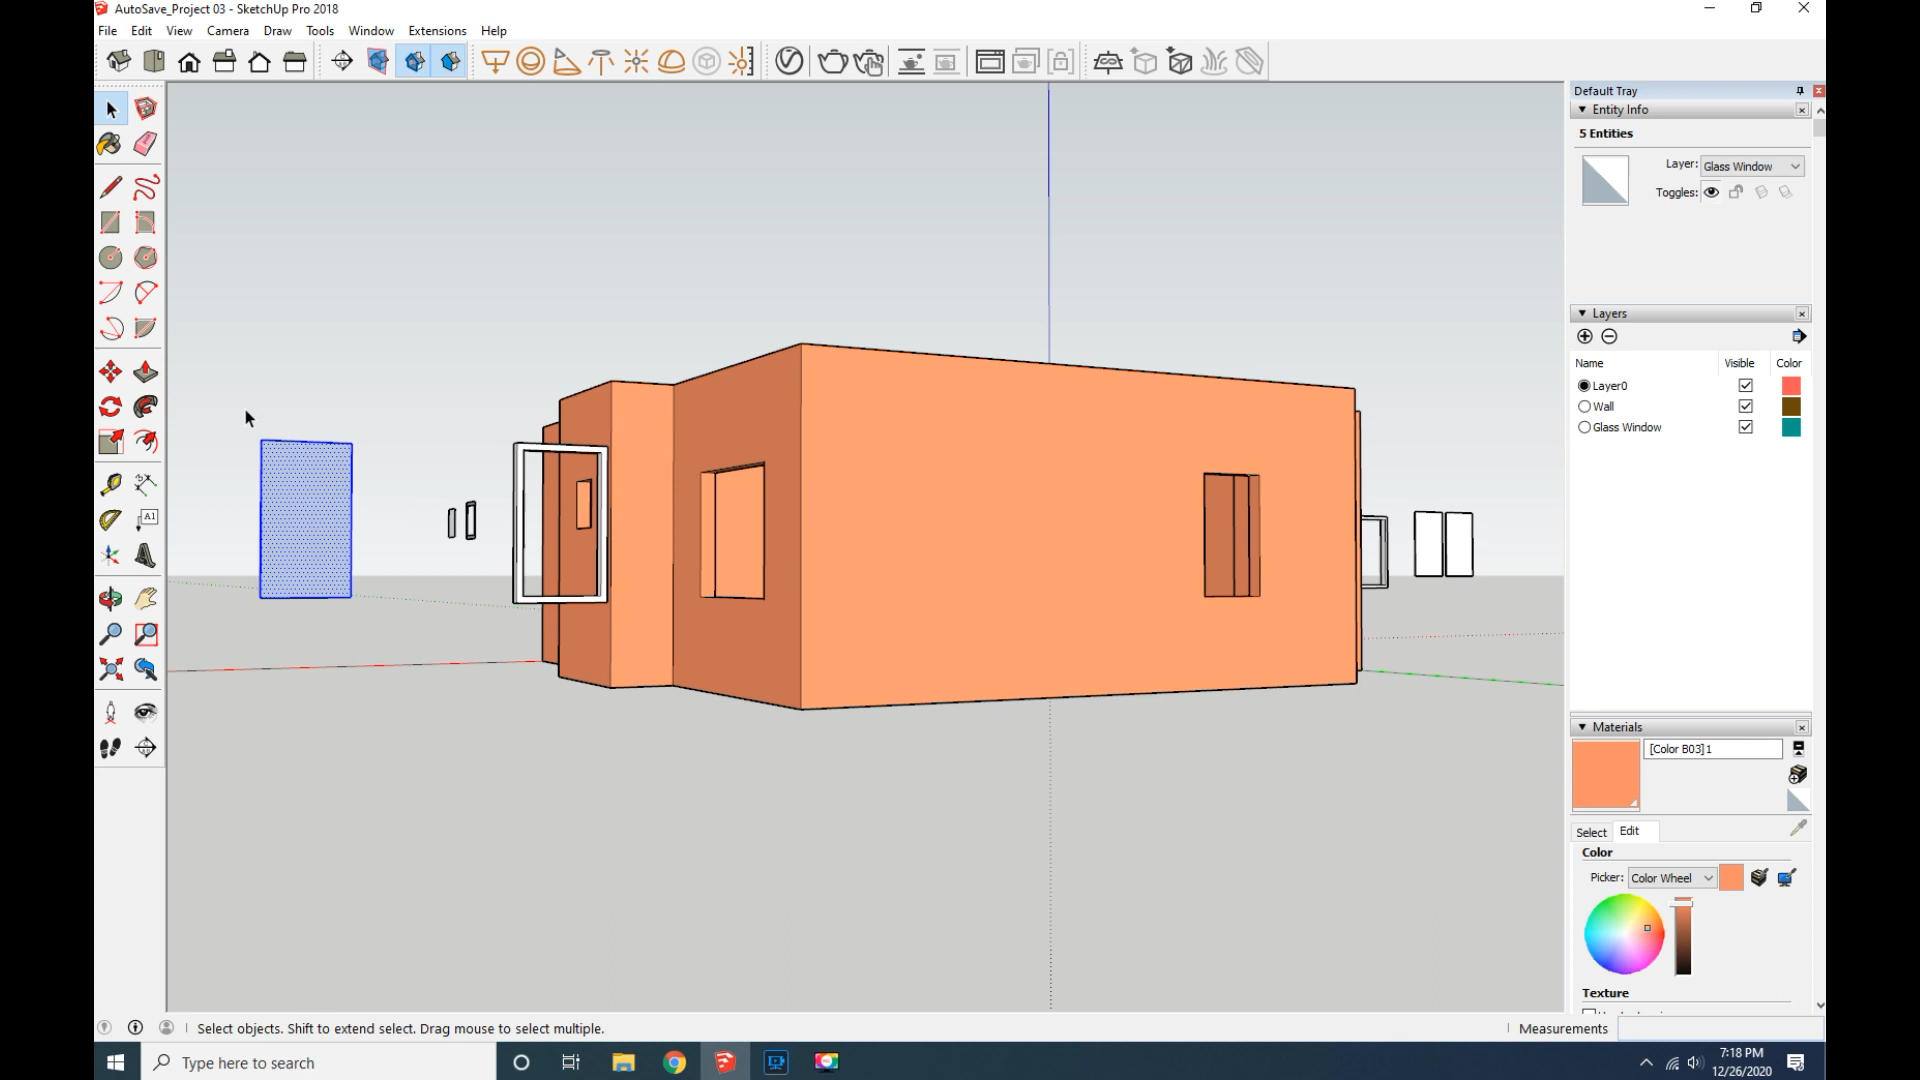 AutoSave_Project 03 - SketchUp Pro 2018
File Edit View Camera Draw Tools Window Extensions Help
Default Tray
Entity Info
5 Entities
Layer: Glass Window
Toggles:
A1
Layers
Name Visible Color
Layer0
Wall
Glass Window
Materials
[Color B03]1
Select Edit
Color
Picker: Color Wheel
Texture
Select objects. Shift to extend select. Drag mouse to select multiple.
Measurements
Type here to search
7:18 PM
12/26/2020